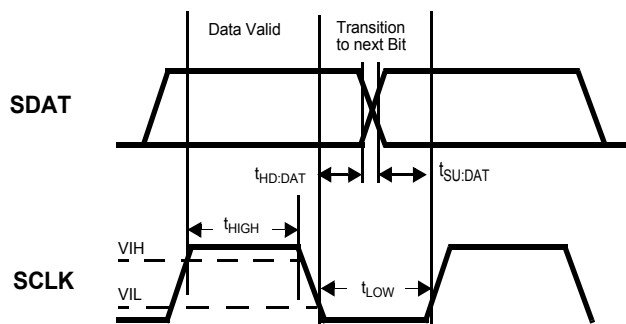 Data Valid
Transition
to next Bit
SDAT
tHD:DAT
tSU:DAT
tHIGH
VIH
SCLK
VIL
tLOW